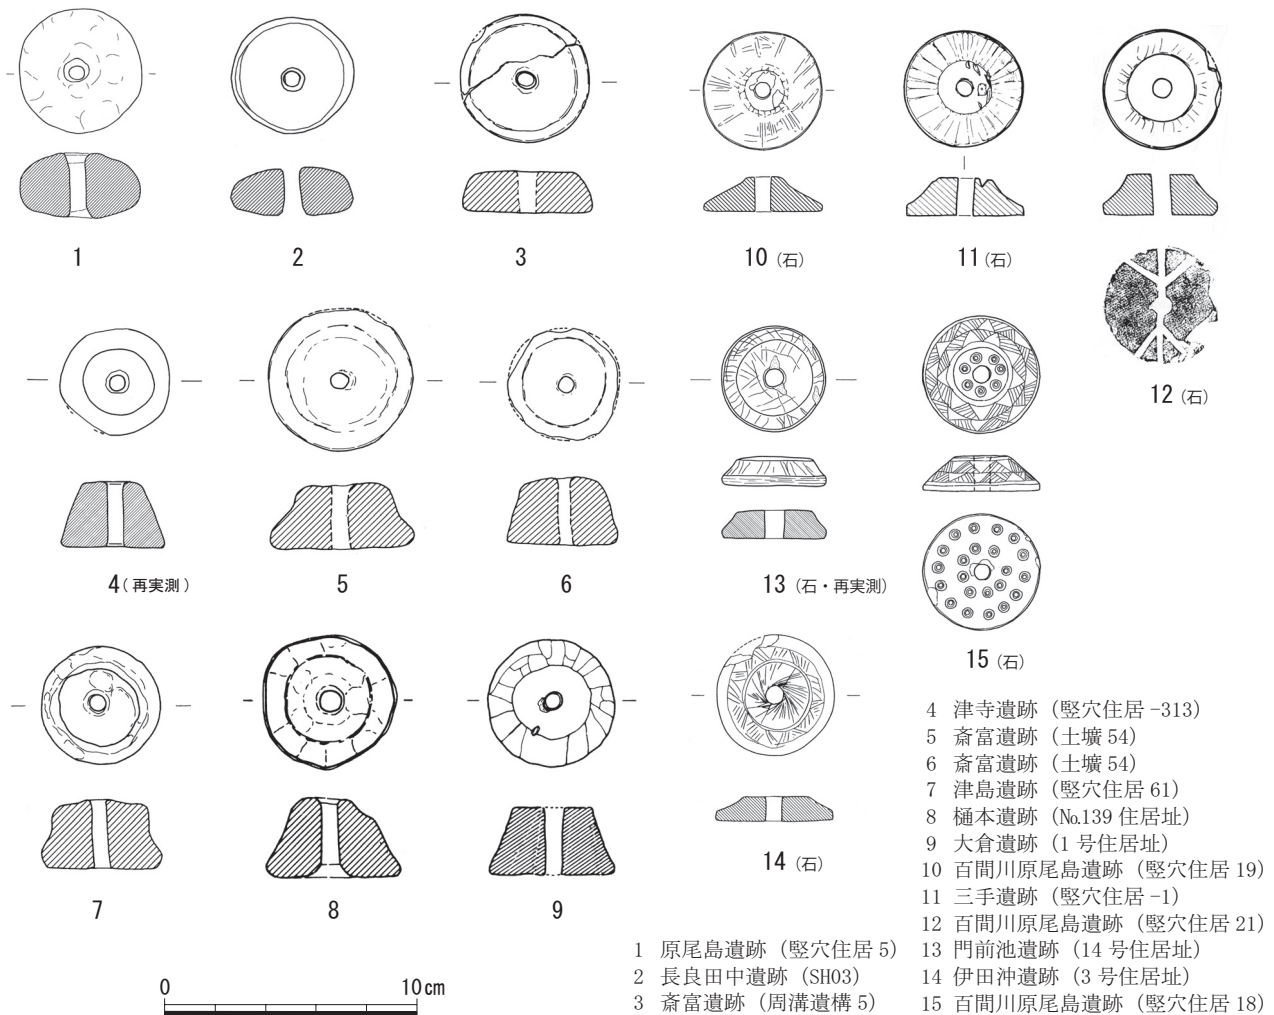 1
2
3
10（石）
11（石）
12（石）
4（再実測）
5
6
13（石・再実測）
15（石）
7
8
9
14（石）
0 10cm
1 原尾島遺跡（竪穴住居 5）
2 長良田中遺跡（SH03）
3 斎富遺跡（周溝遺構 5）
4 津寺遺跡（竪穴住居 -313）
5 斎富遺跡（土壙 54）
6 斎富遺跡（土壙 54）
7 津島遺跡（竪穴住居 61）
8 樋本遺跡（№139 住居址）
9 大倉遺跡（1 号住居址）
10 百間川原尾島遺跡（竪穴住居 19）
11 三手遺跡（竪穴住居 -1）
12 百間川原尾島遺跡（竪穴住居 21）
13 門前池遺跡（14 号住居址）
14 伊田沖遺跡（3 号住居址）
15 百間川原尾島遺跡（竪穴住居 18）